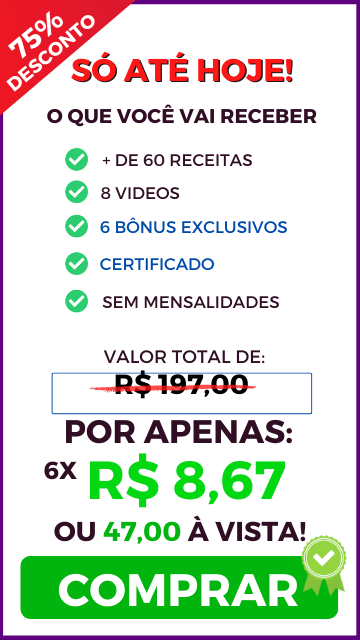 75%
DESCONTO
SÓ ATÉ HOJE!
O QUE VOCÊ VAI RECEBER
+ DE 60 RECEITAS
8 VIDEOS
6 BÔNUS EXCLUSIVOS
CERTIFICADO
SEM MENSALIDADES
VALOR TOTAL DE:
R$ 197,00
POR APENAS:
6X R$ 8,67
OU 47,00 À VISTA!
COMPRAR